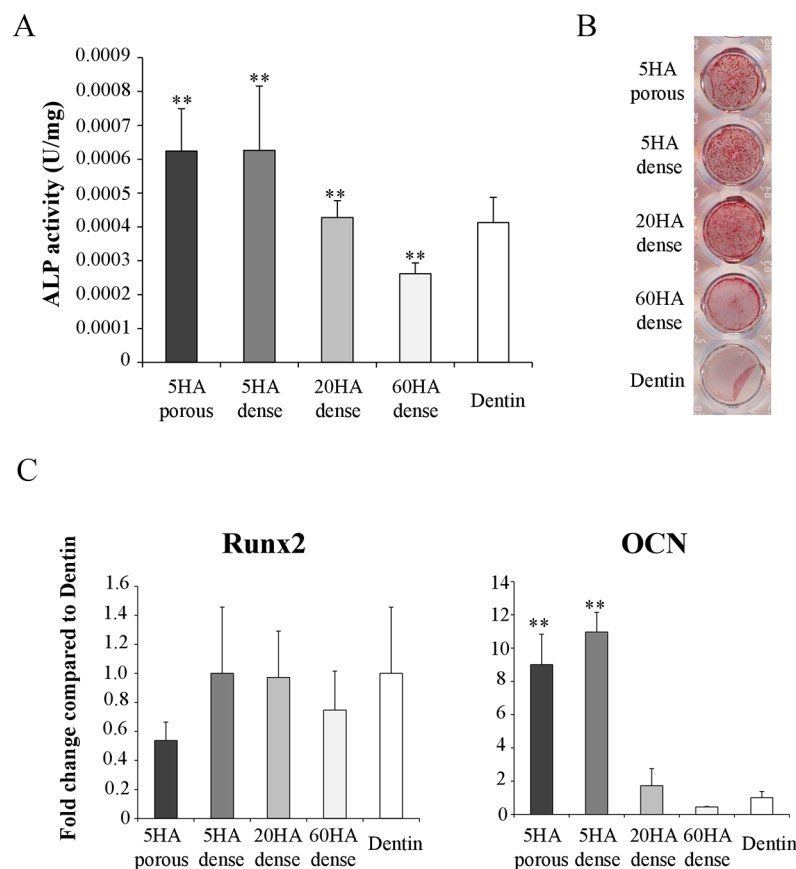 A
ALP activity (U/mg)
0.0009
0.0008
0.0007
0.0006
0.0005
0.0004
0.0003
0.0002
0.0001
0
**
**
**
**
5HA
porous
5HA
dense
20HA
dense
60HA
dense
Dentin
B
5HA
porous
5HA
dense
20HA
dense
60HA
dense
Dentin
C
Fold change compared to Dentin
Runx2
1.6
1.4
1.2
1.0
0.8
0.6
0.4
0.2
0
5HA
porous
5HA
dense
20HA
dense
60HA
dense
Dentin
OCN
14
12
10
8
6
4
2
0
**
**
5HA
porous
5HA
dense
20HA
dense
60HA
dense
Dentin